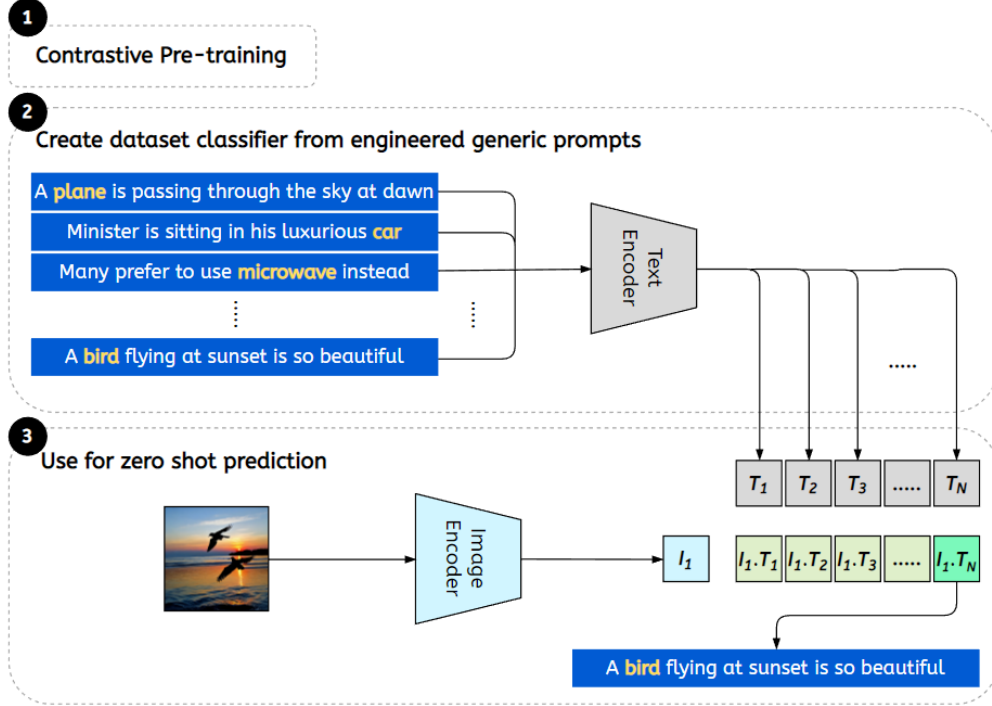 1
Contrastive Pre-training
2
Create dataset classifier from engineered generic prompts
A plane is passing through the sky at dawn
Minister is sitting in his luxurious car
Many prefer to use microwave instead
......
......
A bird flying at sunset is so beautiful
Text
Encoder
.....
3
Use for zero shot prediction
Image
Encoder
T₁ T₂ T₃ ..... T_N
I₁
I₁.T₁ I₁.T₂ I₁.T₃ ..... I₁.T_N
A bird flying at sunset is so beautiful